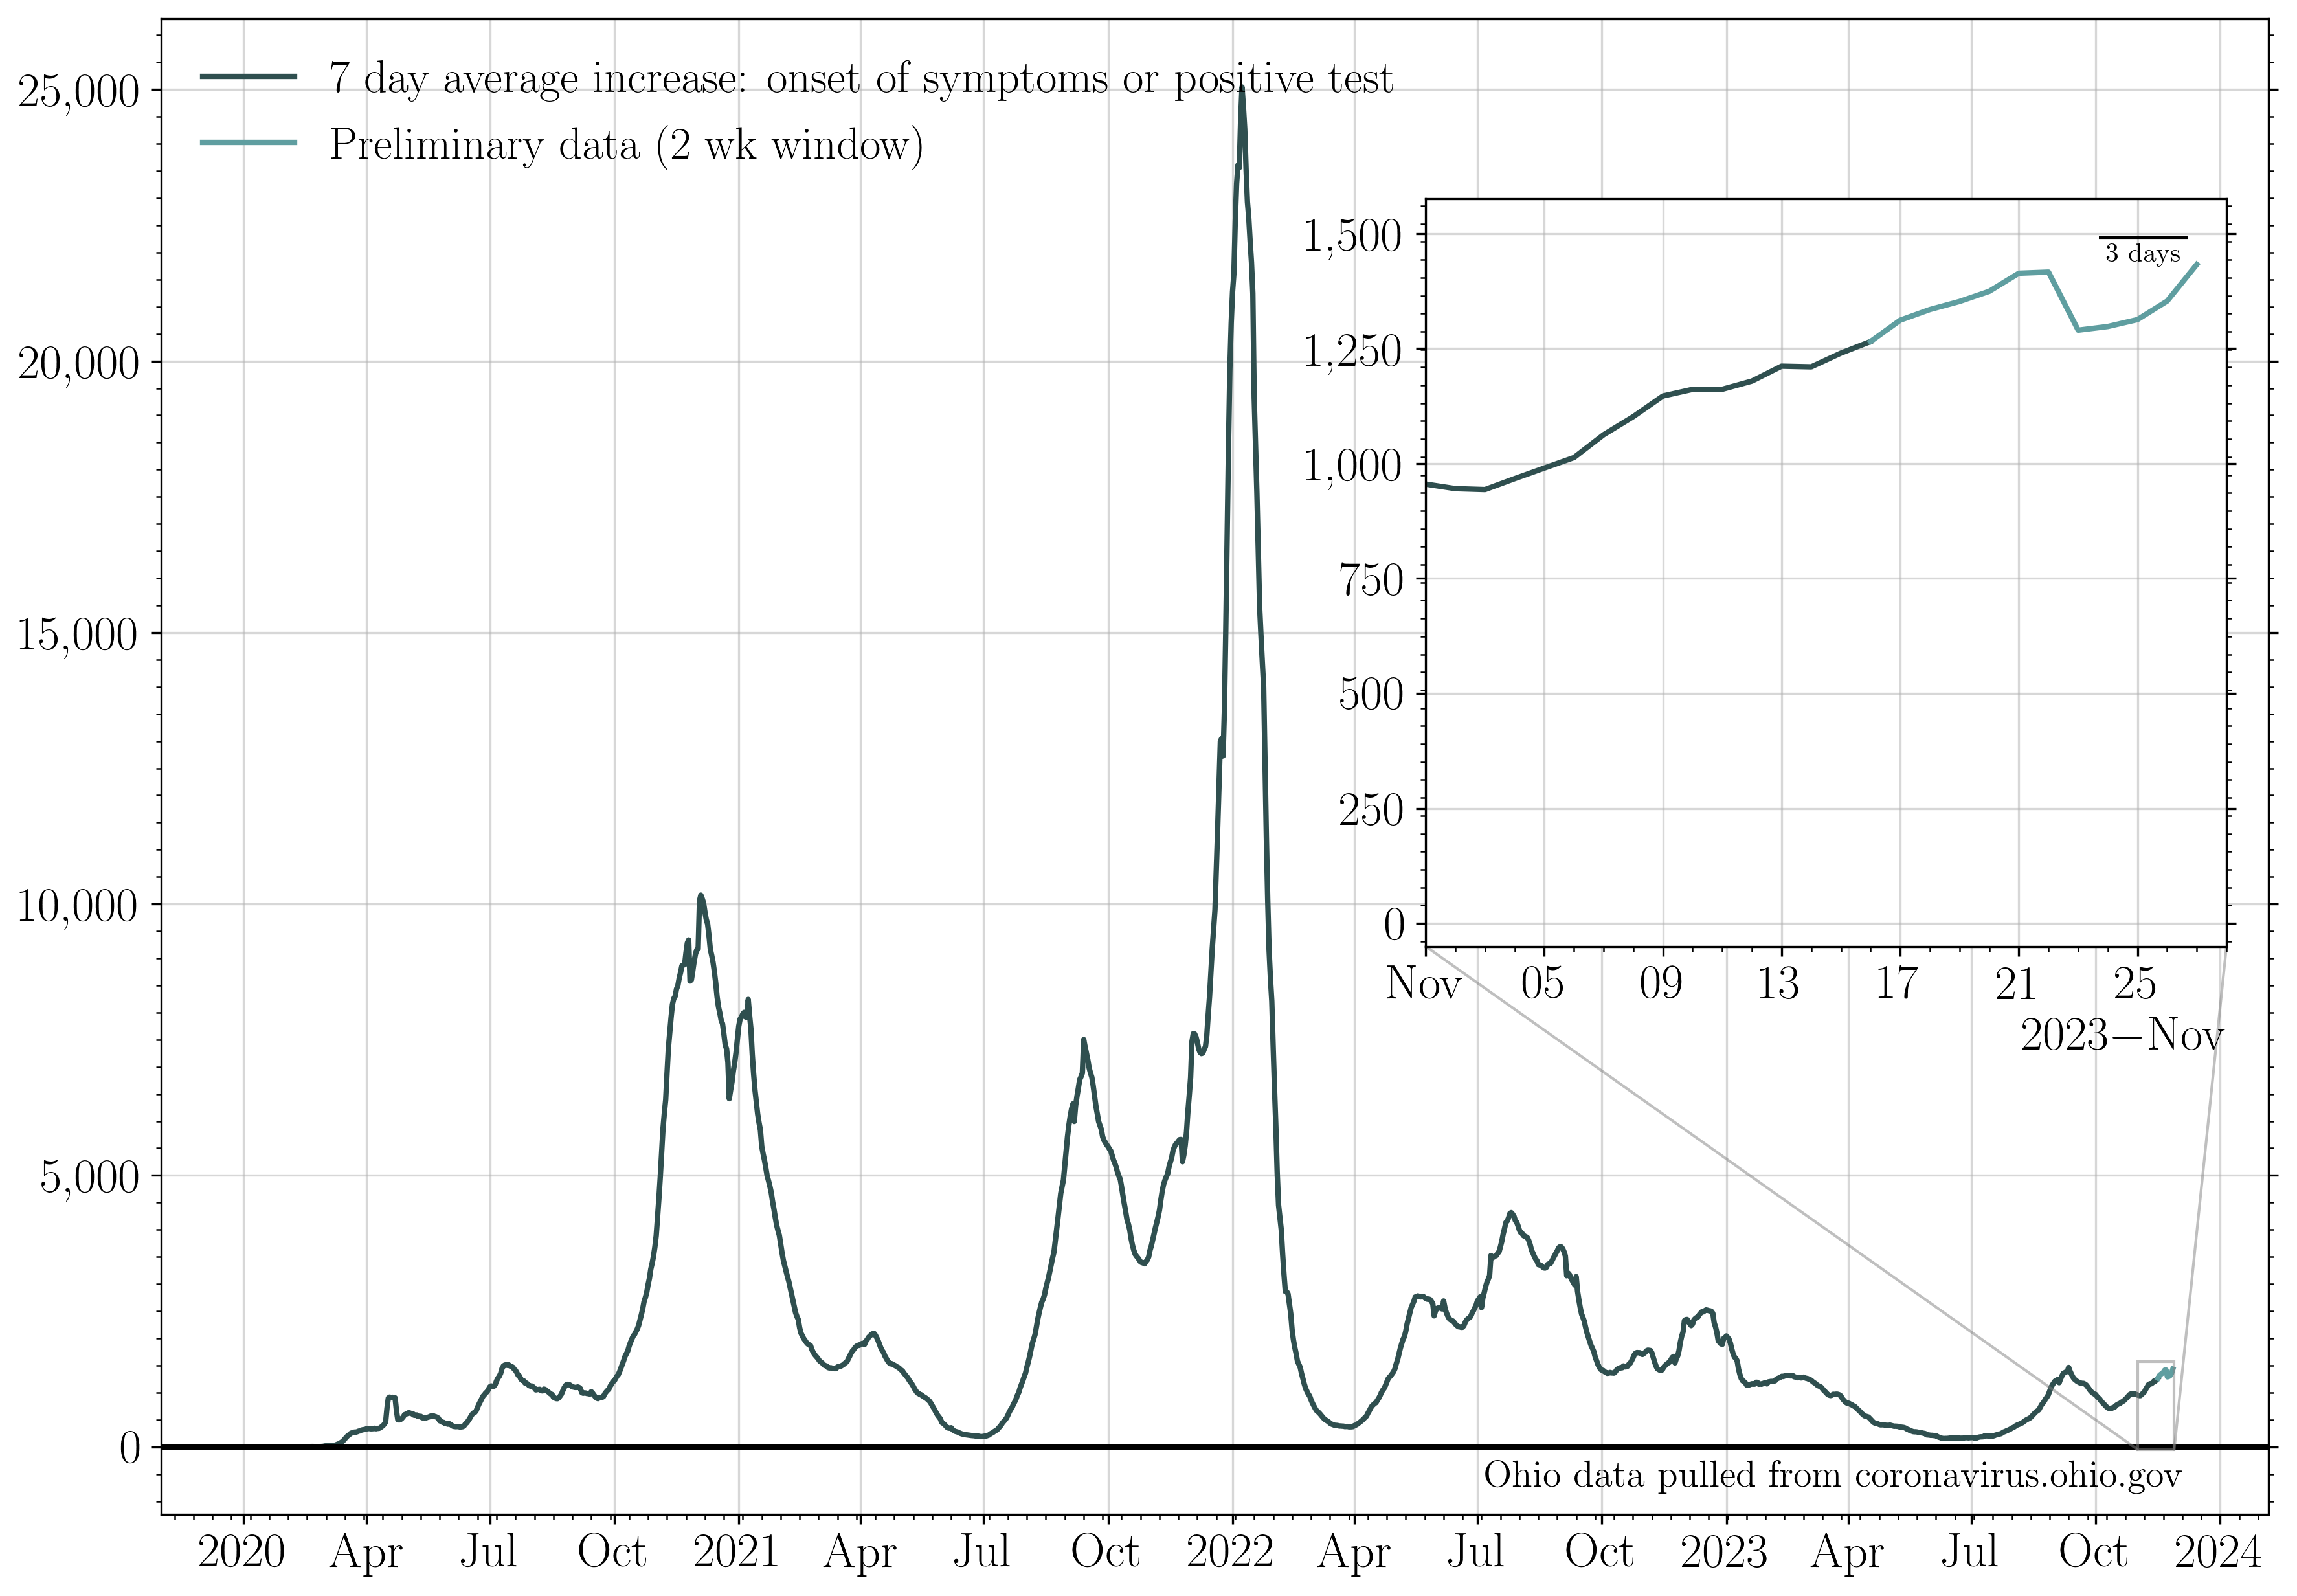 7 day average increase: onset of symptoms or positive test
Preliminary data (2 wk window)
25,000
20,000
15,000
10,000
5,000
0
1,500
1,250
1,000
750
500
250
0
3 days
Nov 05 09 13 17 21 25
2023−Nov
Ohio data pulled from coronavirus.ohio.gov
2020 Apr Jul Oct 2021 Apr Jul Oct 2022 Apr Jul Oct 2023 Apr Jul Oct 2024